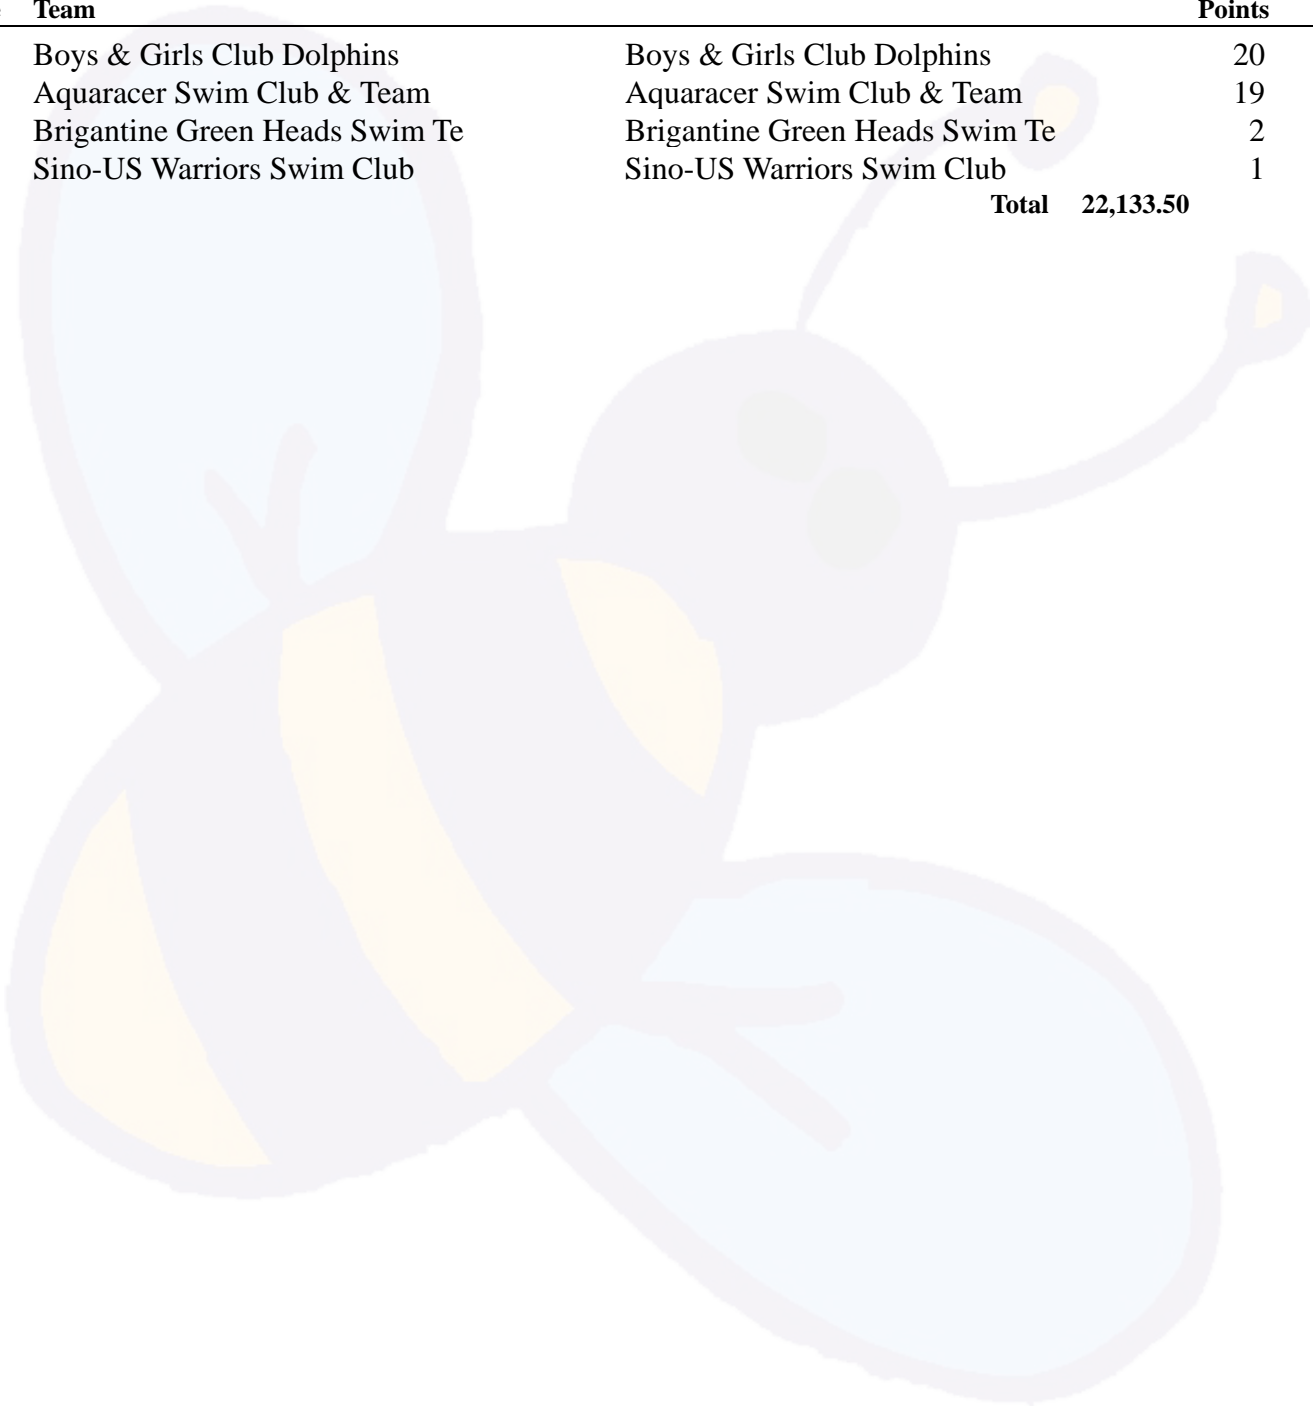 Team Points
Boys & Girls Club Dolphins Boys & Girls Club Dolphins 20
Aquaracer Swim Club & Team Aquaracer Swim Club & Team 19
Brigantine Green Heads Swim Te Brigantine Green Heads Swim Te 2
Sino-US Warriors Swim Club Sino-US Warriors Swim Club 1
Total 22,133.50